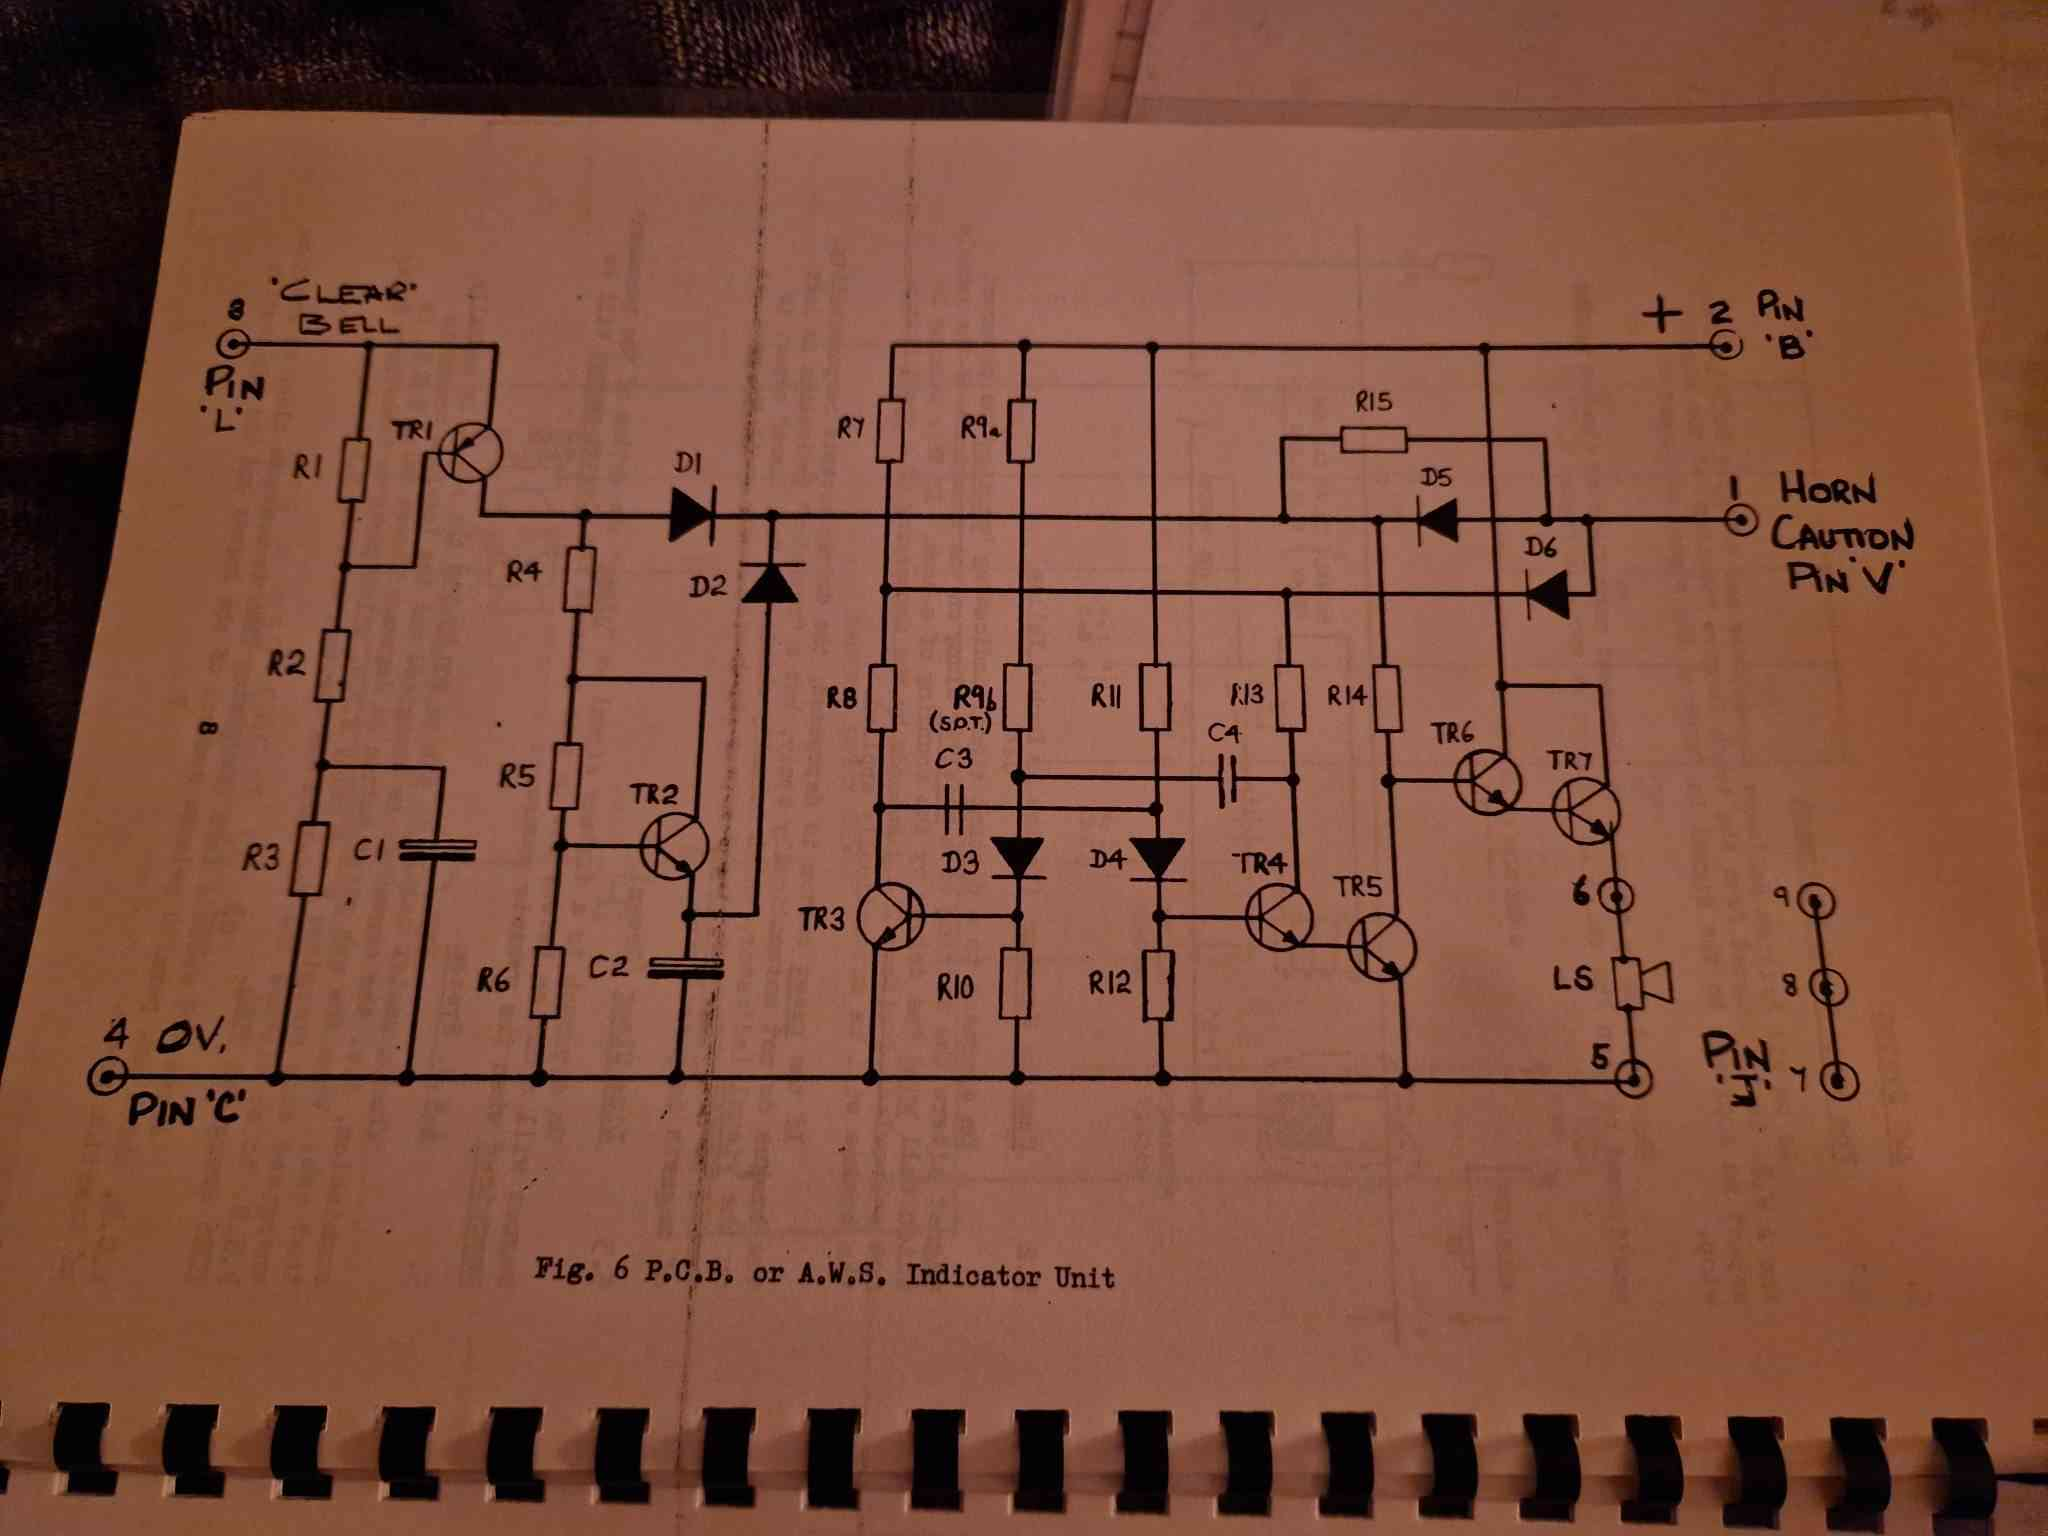 'CLEAR'
BELL
3
PIN
'L'
+ 2 PIN
'B'
R15
R7
R9a
TR1
R1
D1
D5
1 HORN
CAUTION
PIN 'V'
D6
R4
D2
R2
R8
R9b
(S.O.T.)
R11
R13
R14
C4
C3
TR6
TR7
8
R5
TR2
R3
C1
D3
D4
TR4
TR5
TR3
6
9
R6
C2
R10
R12
LS
8
4 0V.
PIN 'C'
5
PIN
'J'
7
Fig. 6 P.C.B. or A.W.S. Indicator Unit